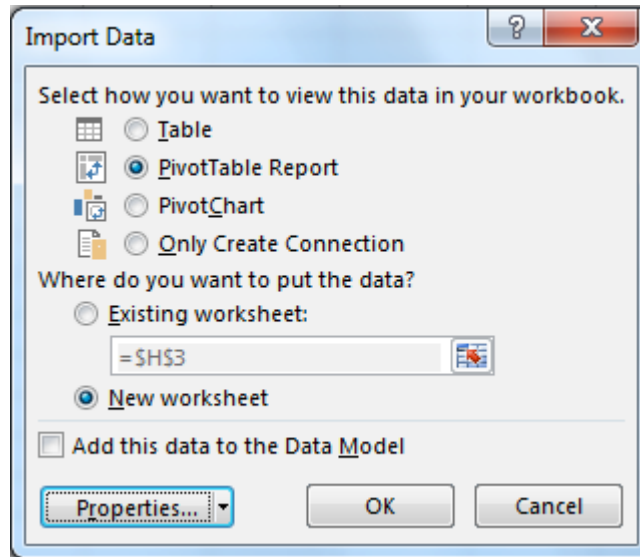 Import Data
?
Select how you want to view this data in your workbook.
Table
PivotTable Report
PivotChart
Only Create Connection
Where do you want to put the data?
Existing worksheet:
=$H$3
New worksheet
Add this data to the Data Model
Properties...
OK
Cancel